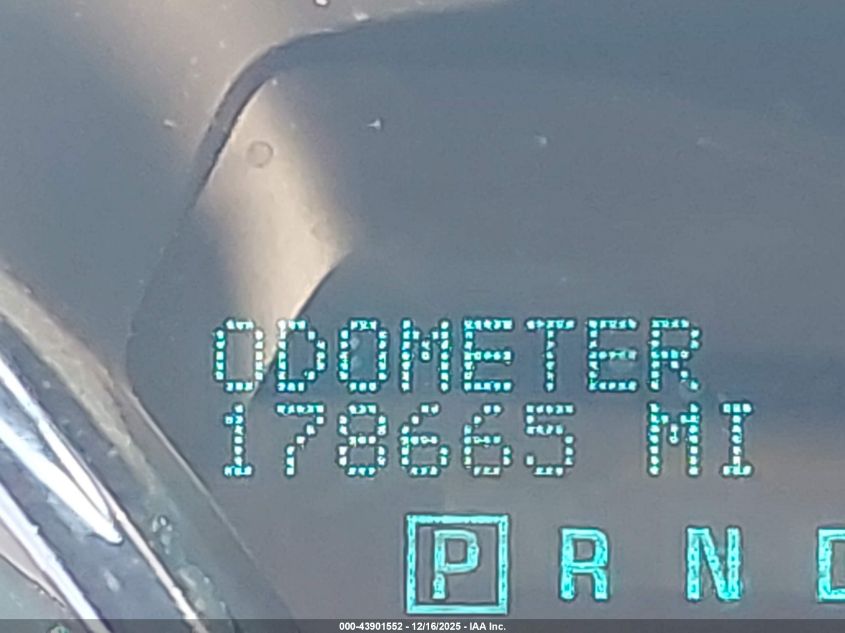 ODOMETER
178665 MI
P R N
000-43901552 - 12/16/2025 - IAA Inc.